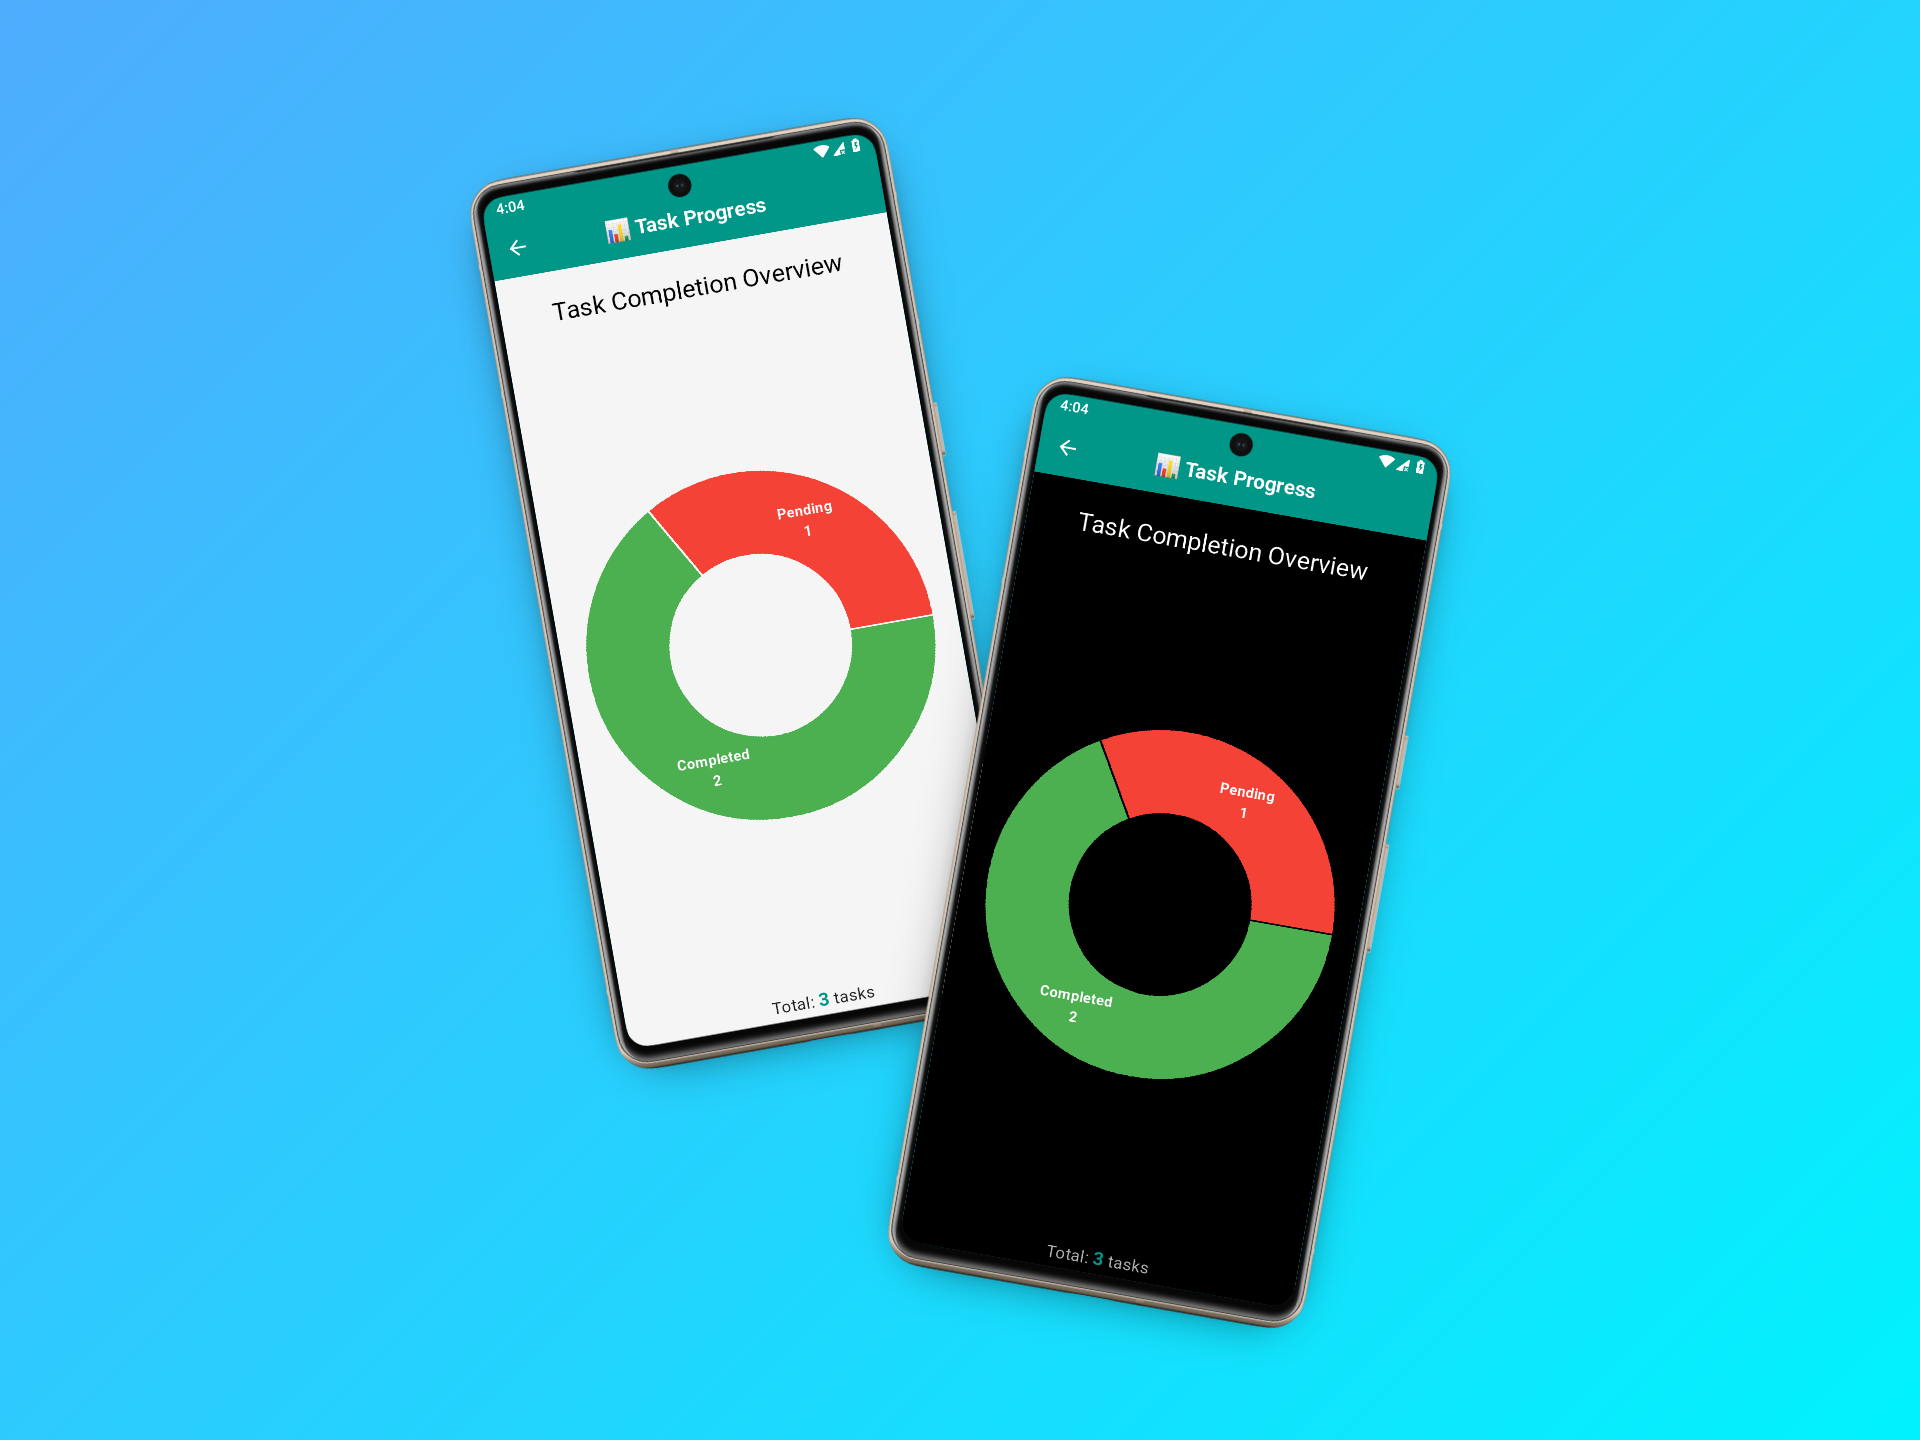 4:04
📊 Task Progress
Task Completion Overview
Pending
1
Completed
2
Total: 3 tasks
4:04
📊 Task Progress
Task Completion Overview
Pending
1
Completed
2
Total: 3 tasks